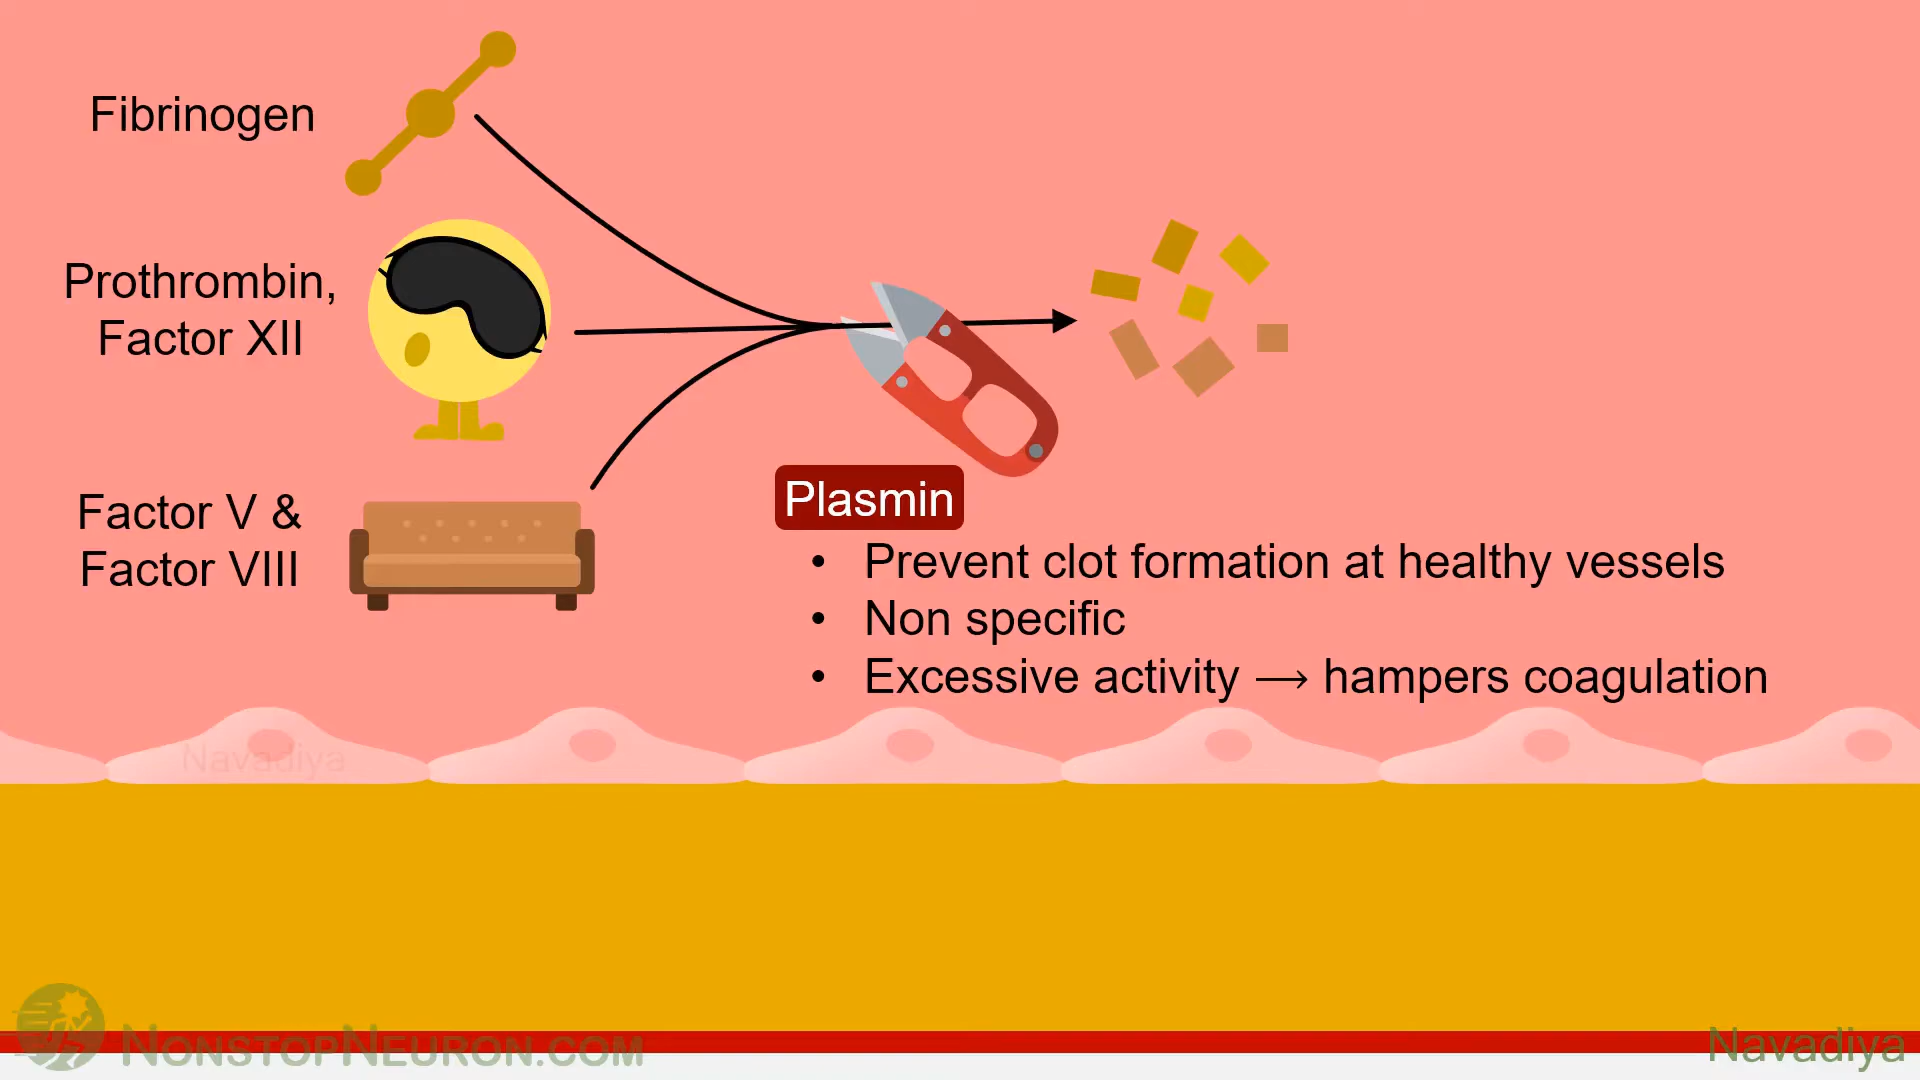 Fibrinogen
Prothrombin,
Factor XII
Factor V &
Factor VIII
Plasmin
• Prevent clot formation at healthy vessels
• Non specific
• Excessive activity ⟶ hampers coagulation
Navadiya
NONSTOPNEURON.COM
Navadiya